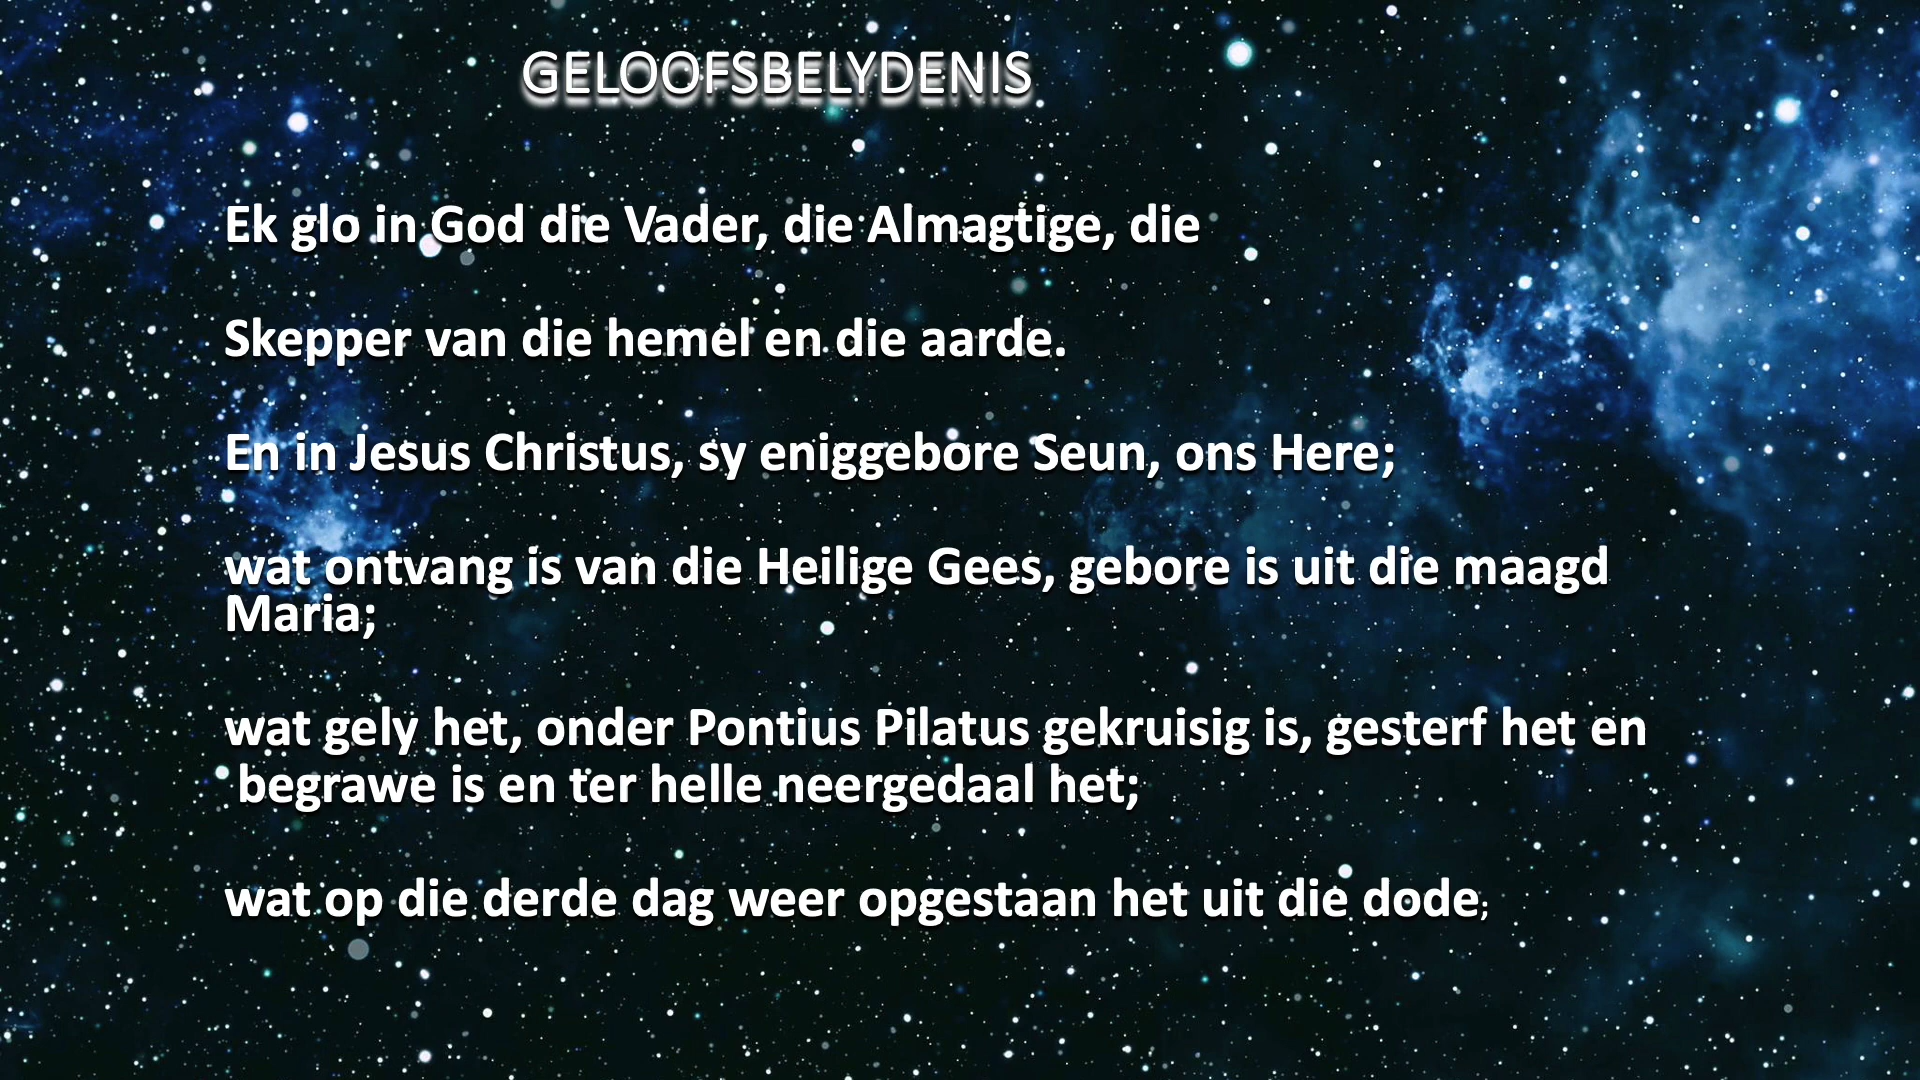 GELOOFSBELYDENIS
Ek glo in God die Vader, die Almagtige, die
Skepper van die hemel en die aarde.
En in Jesus Christus, sy eniggebore Seun, ons Here;
wat ontvang is van die Heilige Gees, gebore is uit die maagd
Maria;
wat gely het, onder Pontius Pilatus gekruisig is, gesterf het en
begrawe is en ter helle neergedaal het;
wat op die derde dag weer opgestaan het uit die dode;